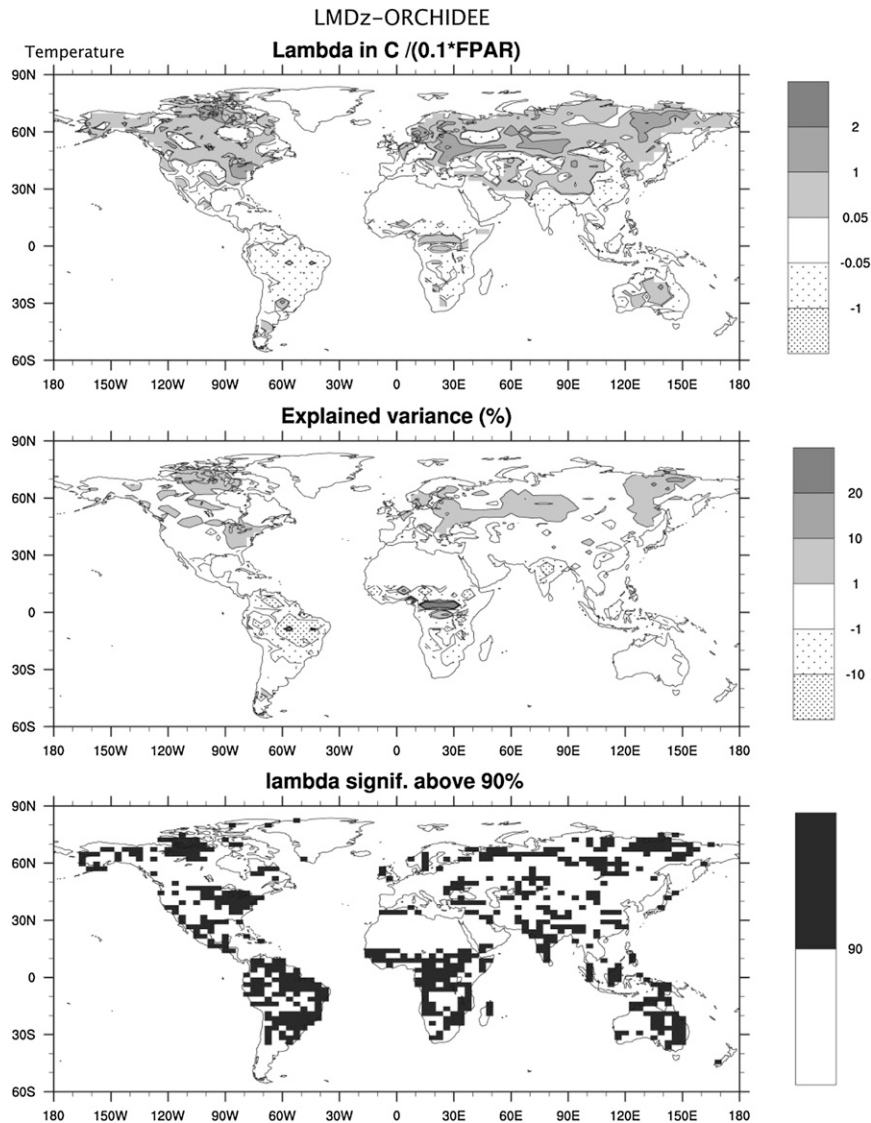 LMDz-ORCHIDEE
Temperature
Lambda in C /(0.1*FPAR)
90N
60N
30N
0
30S
60S
180 150W 120W 90W 60W 30W 0 30E 60E 90E 120E 150E 180
2
1
0.05
-0.05
-1
Explained variance (%)
90N
60N
30N
0
30S
60S
180 150W 120W 90W 60W 30W 0 30E 60E 90E 120E 150E 180
20
10
1
-1
-10
lambda signif. above 90%
90N
60N
30N
0
30S
60S
180 150W 120W 90W 60W 30W 0 30E 60E 90E 120E 150E 180
90